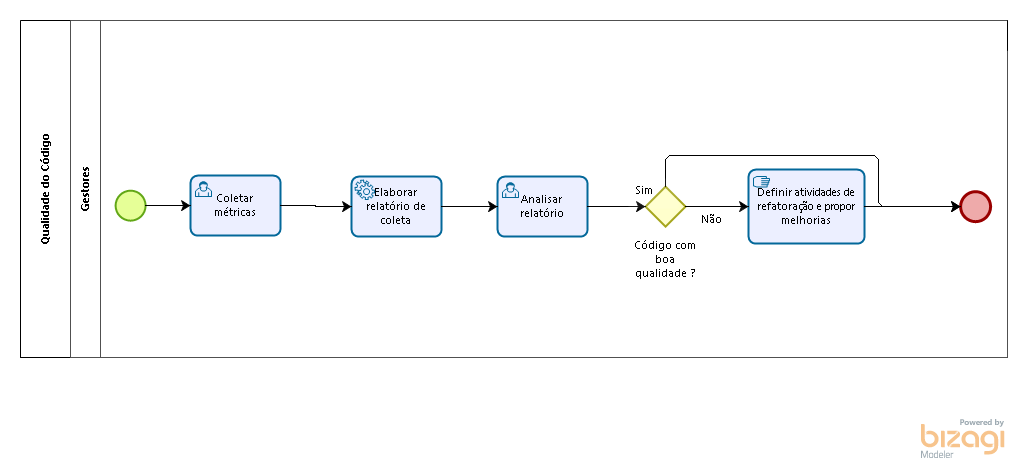 Qualidade do Código
Gestores
Coletar
métricas
Elaborar
relatório de
coleta
Analisar
relatório
Sim
Não
Código com
boa
qualidade ?
Definir atividades de
refatoração e propor
melhorias
Powered by
bizagi
Modeler